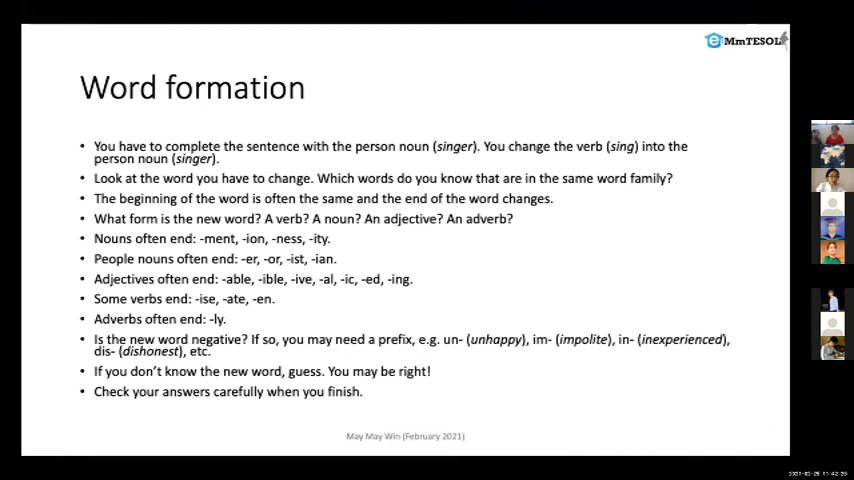 eMmTESOL
Word formation
• You have to complete the sentence with the person noun (singer). You change the verb (sing) into the
person noun (singer).
• Look at the word you have to change. Which words do you know that are in the same word family?
• The beginning of the word is often the same and the end of the word changes.
• What form is the new word? A verb? A noun? An adjective? An adverb?
• Nouns often end: -ment, -ion, -ness, -ity.
• People nouns often end: -er, -or, -ist, -ian.
• Adjectives often end: -able, -ible, -ive, -al, -ic, -ed, -ing.
• Some verbs end: -ise, -ate, -en.
• Adverbs often end: -ly.
• Is the new word negative? If so, you may need a prefix, e.g. un- (unhappy), im- (impolite), in- (inexperienced),
dis- (dishonest), etc.
• If you don't know the new word, guess. You may be right!
• Check your answers carefully when you finish.
May May Win (February 2021)